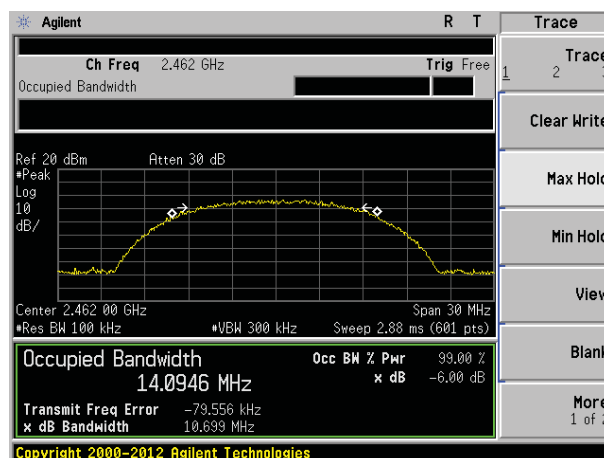 Agilent R T Trace
Ch Freq 2.462 GHz Trig Free
Occupied Bandwidth
Trace
1 2
Clear Write
Max Hold
Min Hold
View
Blank
More
1 of 2
Ref 20 dBm Atten 30 dB
#Peak
Log
10
dB/
Center 2.462 00 GHz Span 30 MHz
#Res BW 100 kHz #VBW 300 kHz Sweep 2.88 ms (601 pts)
Occupied Bandwidth Occ BW % Pwr 99.00 %
14.0946 MHz x dB -6.00 dB
Transmit Freq Error -79.556 kHz
x dB Bandwidth 10.699 MHz
Copyright 2000-2012 Agilent Technologies